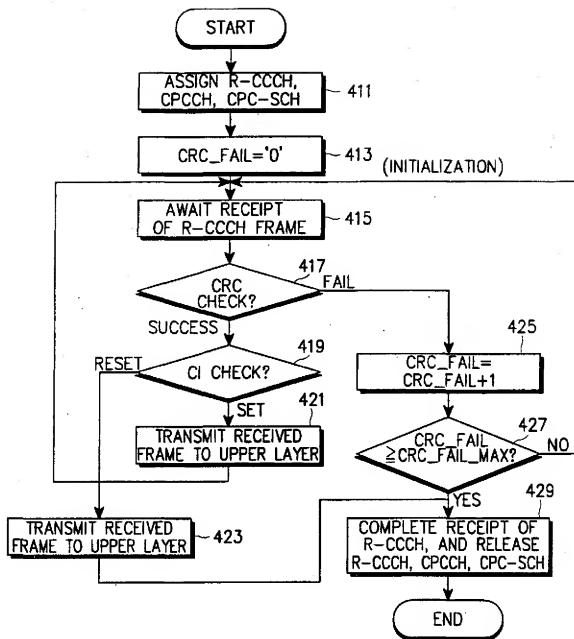 START
ASSIGN R-CCCH,
CPCCH, CPC-SCH
411
CRC_FAIL='0'
413
(INITIALIZATION)
AWAIT RECEIPT
OF R-CCCH FRAME
415
417
CRC
CHECK?
FAIL
SUCCESS
419
RESET
CI CHECK?
SET
421
TRANSMIT RECEIVED
FRAME TO UPPER LAYER
425
CRC_FAIL=
CRC_FAIL+1
427
CRC_FAIL
≧CRC_FAIL_MAX?
NO
YES
429
TRANSMIT RECEIVED
FRAME TO UPPER LAYER
423
COMPLETE RECEIPT OF
R-CCCH, AND RELEASE
R-CCCH, CPCCH, CPC-SCH
END